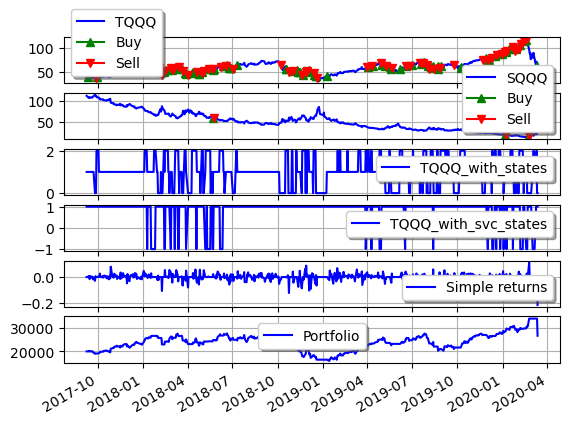 TQQQ
Buy
Sell
100
50
SQQQ
Buy
Sell
100
50
2
0
TQQQ_with_states
1
0
−1
TQQQ_with_svc_states
0.0
−0.2
Simple returns
30000
20000
Portfolio
2017-10
2018-01
2018-04
2018-07
2018-10
2019-01
2019-04
2019-07
2019-10
2020-01
2020-04